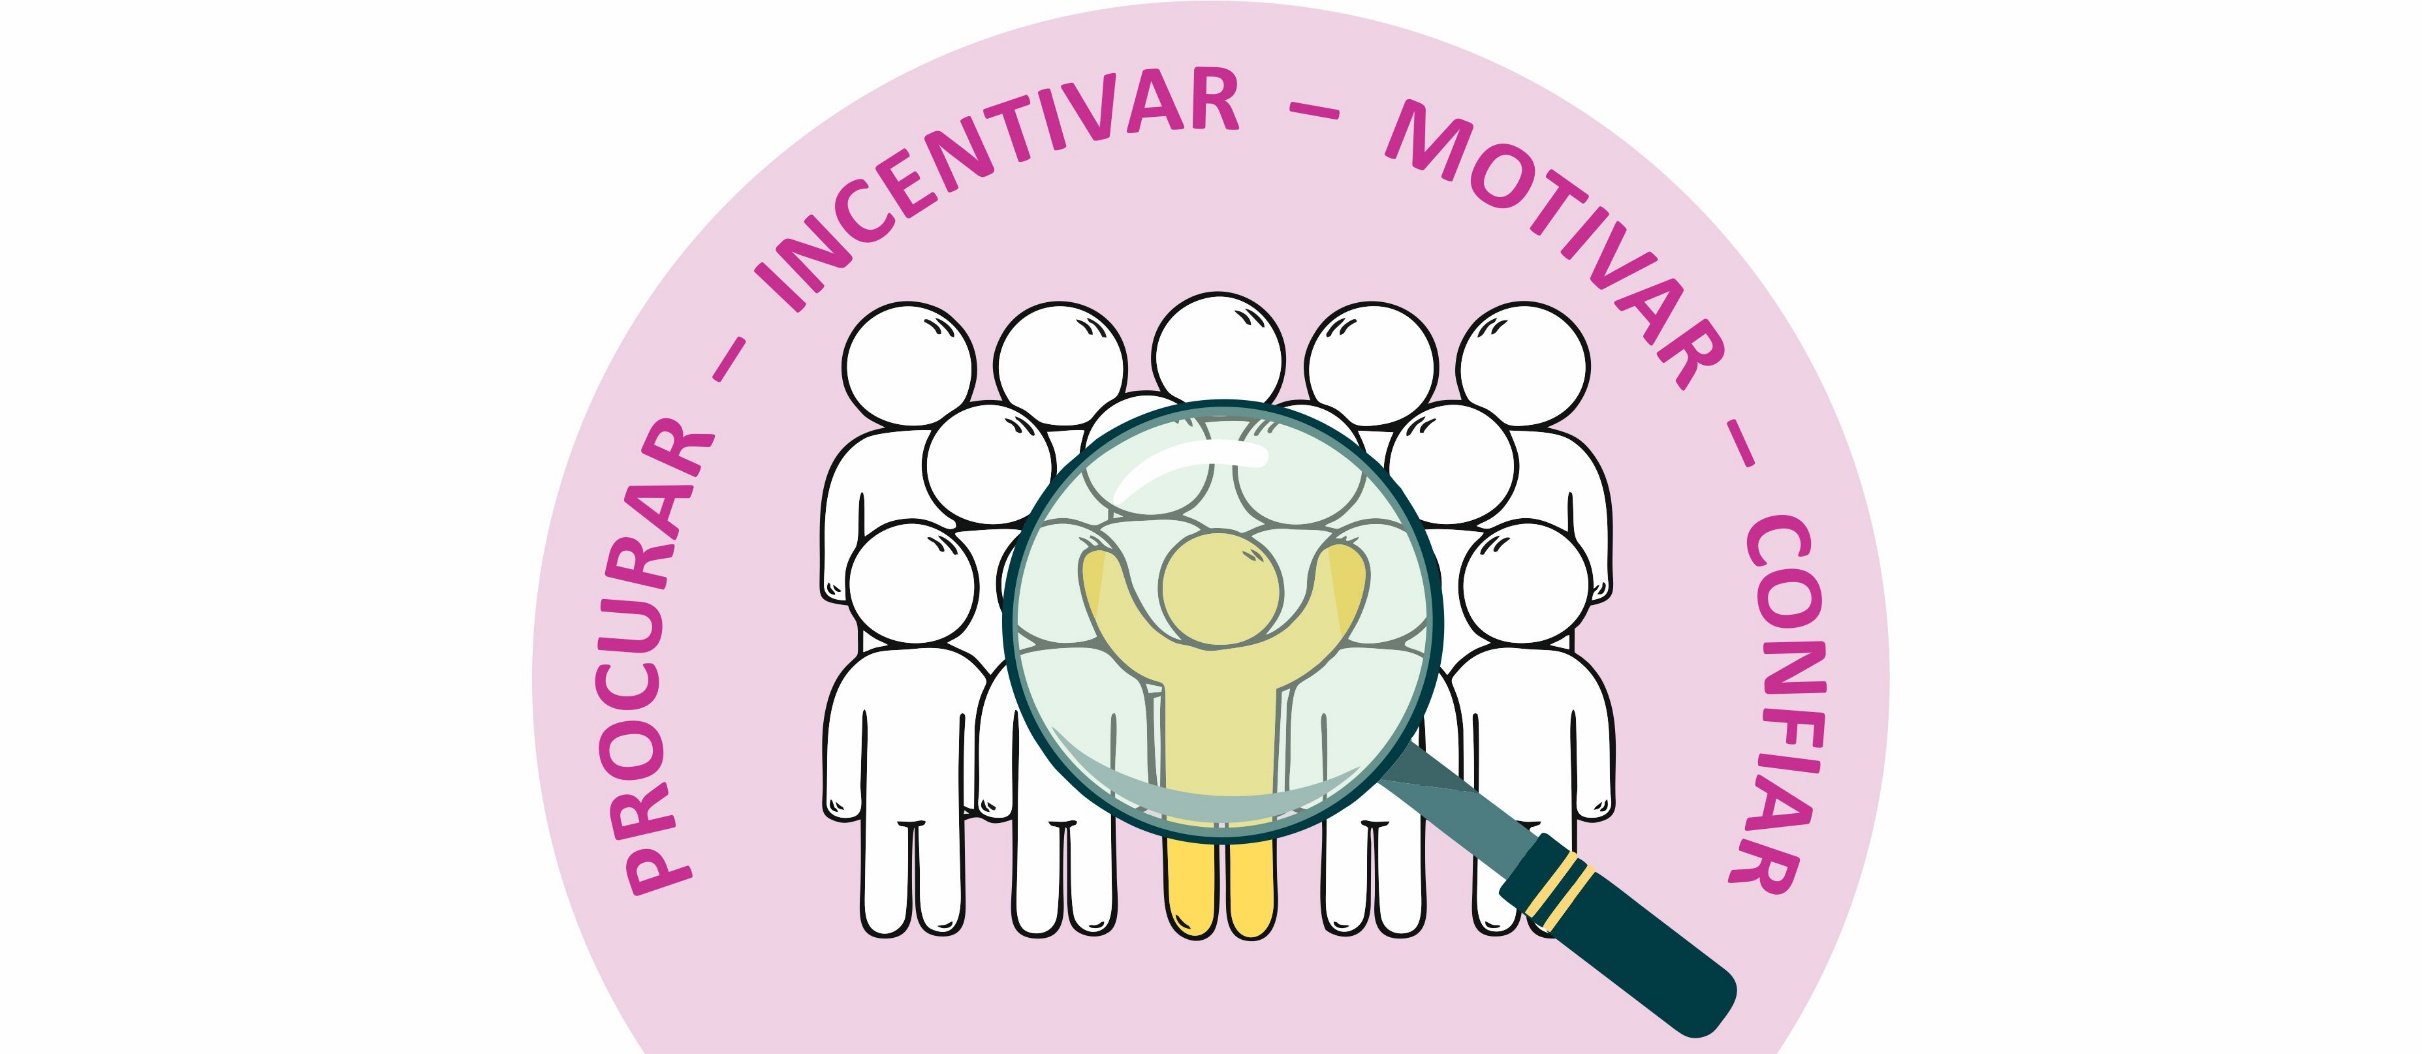 PROCURAR – INCENTIVAR – MOTIVAR – CONFIAR